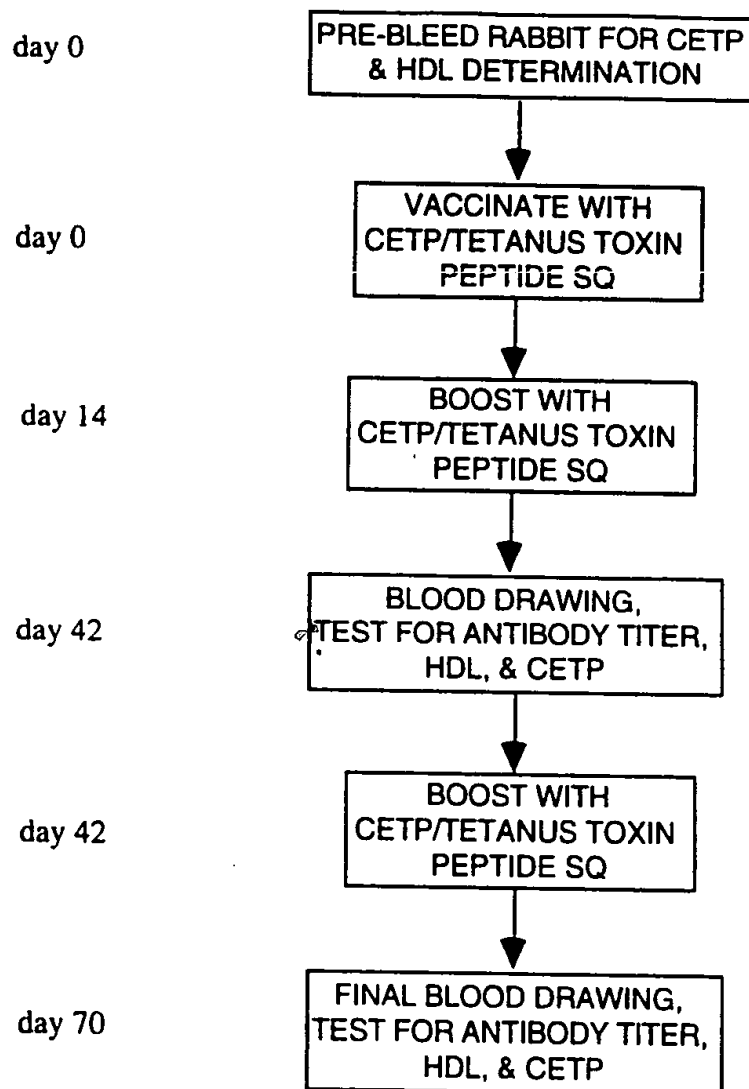 day 0
PRE-BLEED RABBIT FOR CETP
& HDL DETERMINATION
day 0
VACCINATE WITH
CETP/TETANUS TOXIN
PEPTIDE SQ
day 14
BOOST WITH
CETP/TETANUS TOXIN
PEPTIDE SQ
day 42
BLOOD DRAWING,
TEST FOR ANTIBODY TITER,
HDL, & CETP
day 42
BOOST WITH
CETP/TETANUS TOXIN
PEPTIDE SQ
day 70
FINAL BLOOD DRAWING,
TEST FOR ANTIBODY TITER,
HDL, & CETP